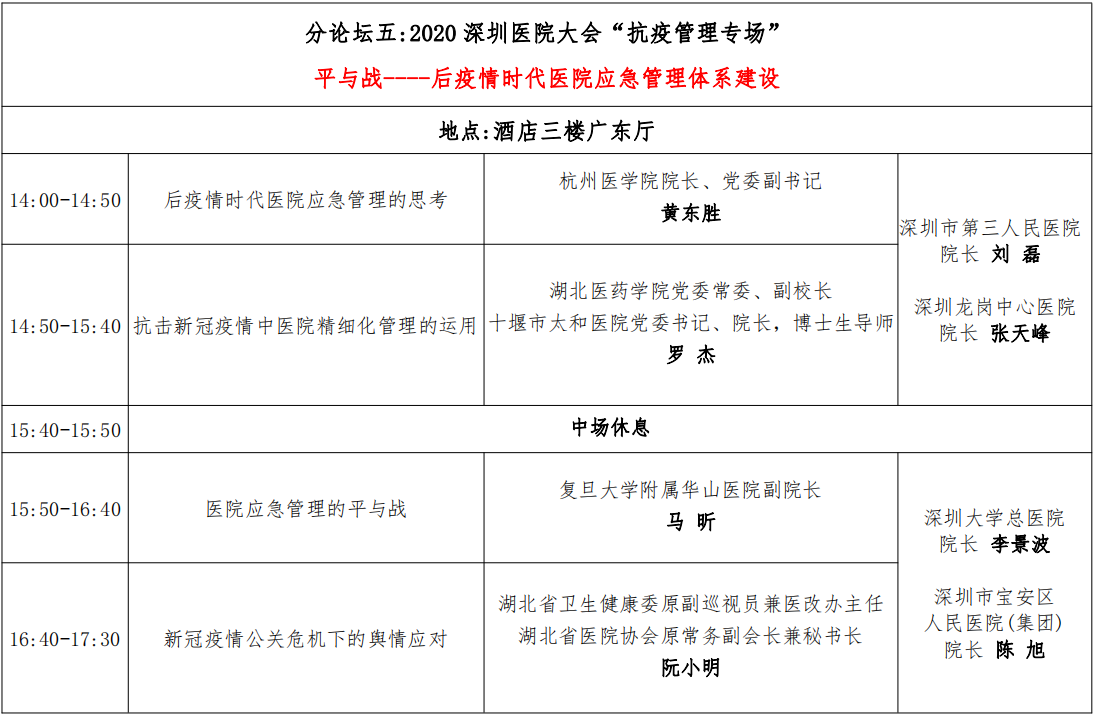 分论坛五:2020 深圳医院大会“抗疫管理专场”
平与战----后疫情时代医院应急管理体系建设
地点:酒店三楼广东厅
14:00-14:50
后疫情时代医院应急管理的思考
杭州医学院院长、党委副书记
黄东胜
深圳市第三人民医院
院长 刘 磊
深圳龙岗中心医院
院长 张天峰
14:50-15:40
抗击新冠疫情中医院精细化管理的运用
湖北医药学院党委常委、副校长
十堰市太和医院党委书记、院长，博士生导师
罗 杰
15:40-15:50
中场休息
15:50-16:40
医院应急管理的平与战
复旦大学附属华山医院副院长
马 昕
深圳大学总医院
院长 李景波
深圳市宝安区
人民医院(集团)
院长 陈 旭
16:40-17:30
新冠疫情公关危机下的舆情应对
湖北省卫生健康委原副巡视员兼医改办主任
湖北省医院协会原常务副会长兼秘书长
阮小明